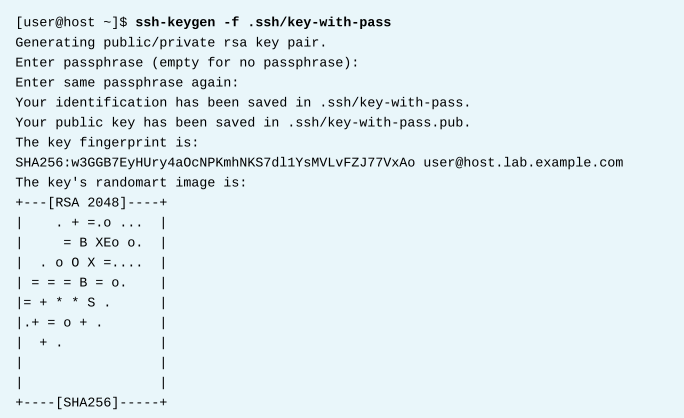 [user@host ~]$ ssh-keygen -f .ssh/key-with-pass
Generating public/private rsa key pair.
Enter passphrase (empty for no passphrase):
Enter same passphrase again:
Your identification has been saved in .ssh/key-with-pass.
Your public key has been saved in .ssh/key-with-pass.pub.
The key fingerprint is:
SHA256:w3GGB7EyHUry4aOcNPKmhNKS7dl1YsMVLvFZJ77VxAo user@host.lab.example.com
The key's randomart image is:
+---[RSA 2048]----+
|    . + =.o ...  |
|     = B XEo o.  |
|  . o O X =....  |
| = = = B = o.    |
|= + * * S .      |
|.+ = o + .       |
|  + .            |
|                 |
|                 |
+----[SHA256]-----+